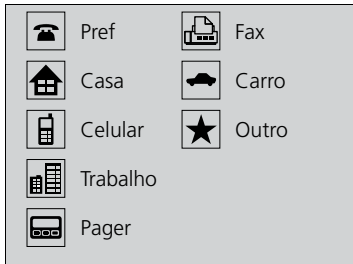 Pref
Casa
Celular
Trabalho
Pager
Fax
Carro
Outro